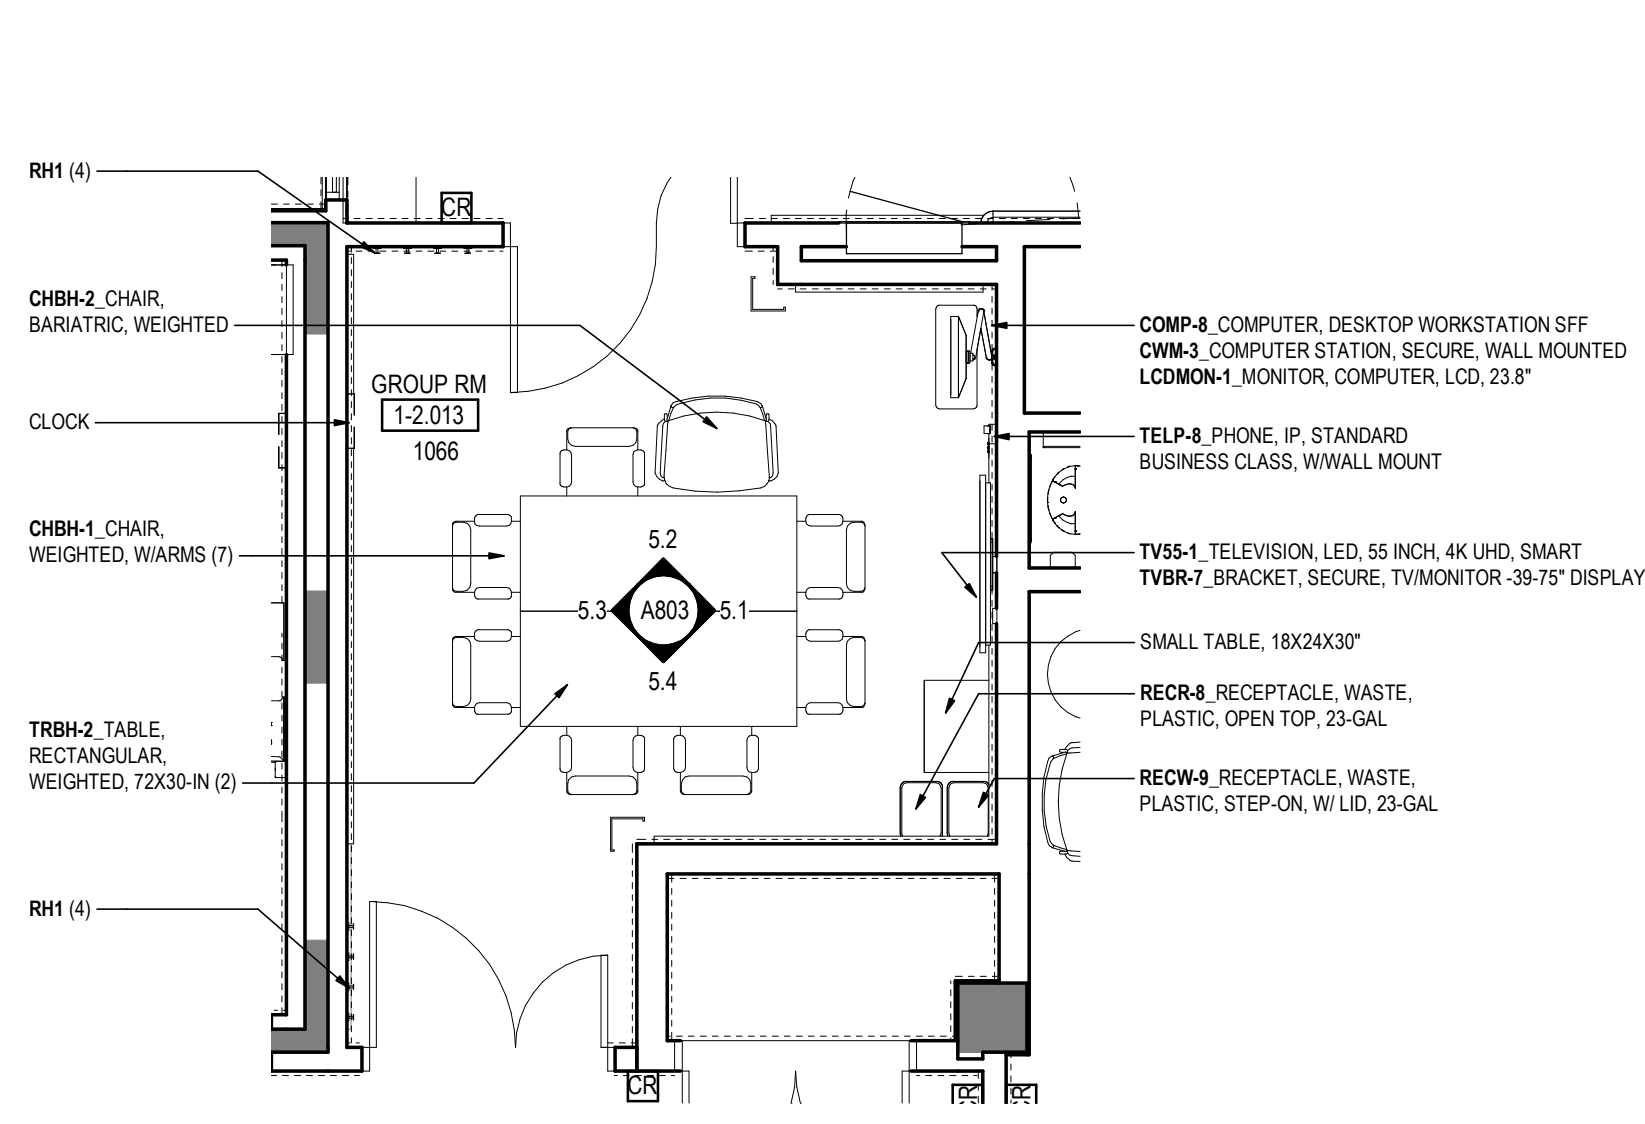 RH1 (4)
CR
CHBH-2_CHAIR,
BARIATRIC, WEIGHTED
COMP-8_COMPUTER, DESKTOP WORKSTATION SFF
CWM-3_COMPUTER STATION, SECURE, WALL MOUNTED
LCDMON-1_MONITOR, COMPUTER, LCD, 23.8"
GROUP RM
1-2.013
1066
CLOCK
TELP-8_PHONE, IP, STANDARD
BUSINESS CLASS, W/WALL MOUNT
CHBH-1_CHAIR,
WEIGHTED, W/ARMS (7)
5.2
5.3
A803
5.1
5.4
TV55-1_TELEVISION, LED, 55 INCH, 4K UHD, SMART
TVBR-7_BRACKET, SECURE, TV/MONITOR -39-75" DISPLAY
SMALL TABLE, 18X24X30"
RECR-8_RECEPTACLE, WASTE,
PLASTIC, OPEN TOP, 23-GAL
TRBH-2_TABLE,
RECTANGULAR,
WEIGHTED, 72X30-IN (2)
RECW-9_RECEPTACLE, WASTE,
PLASTIC, STEP-ON, W/ LID, 23-GAL
RH1 (4)
CR
CR
CR